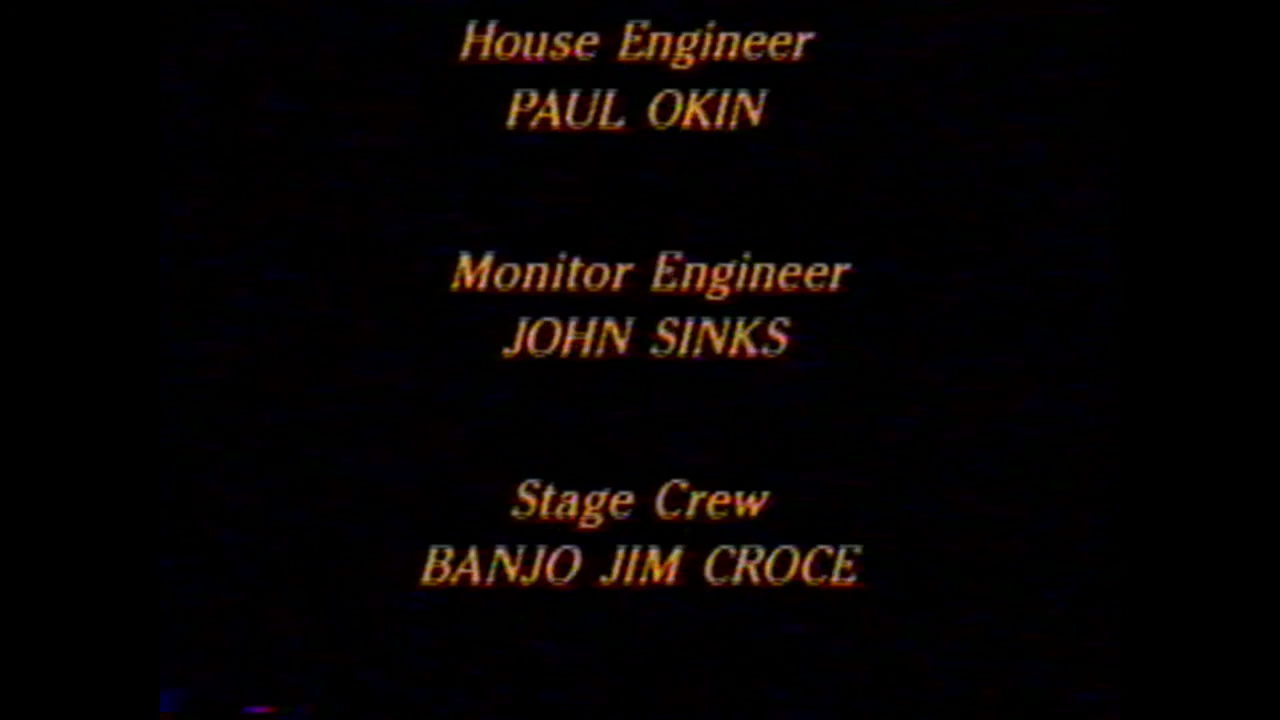 House Engineer
PAUL OKIN
Monitor Engineer
JOHN SINKS
Stage Crew
BANJO JIM CROCE